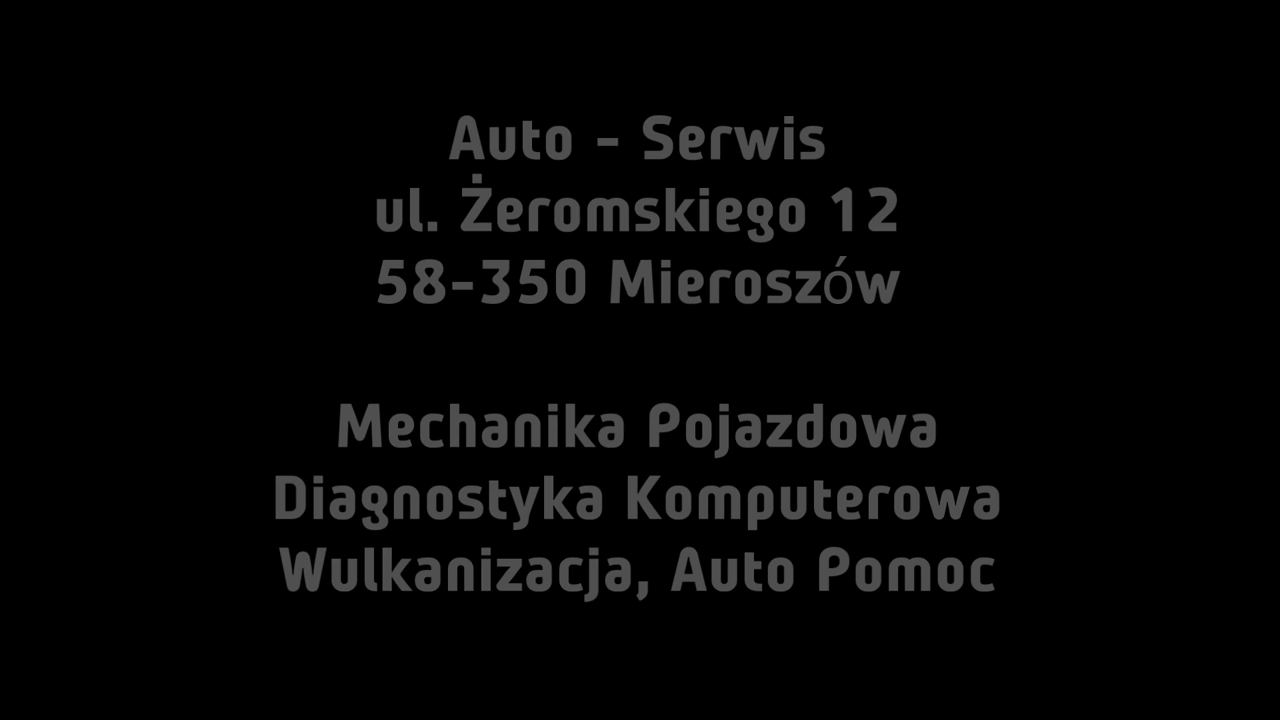 Auto - Serwis
ul. Żeromskiego 12
58-350 Mieroszów
Mechanika Pojazdowa
Diagnostyka Komputerowa
Wulkanizacja, Auto Pomoc